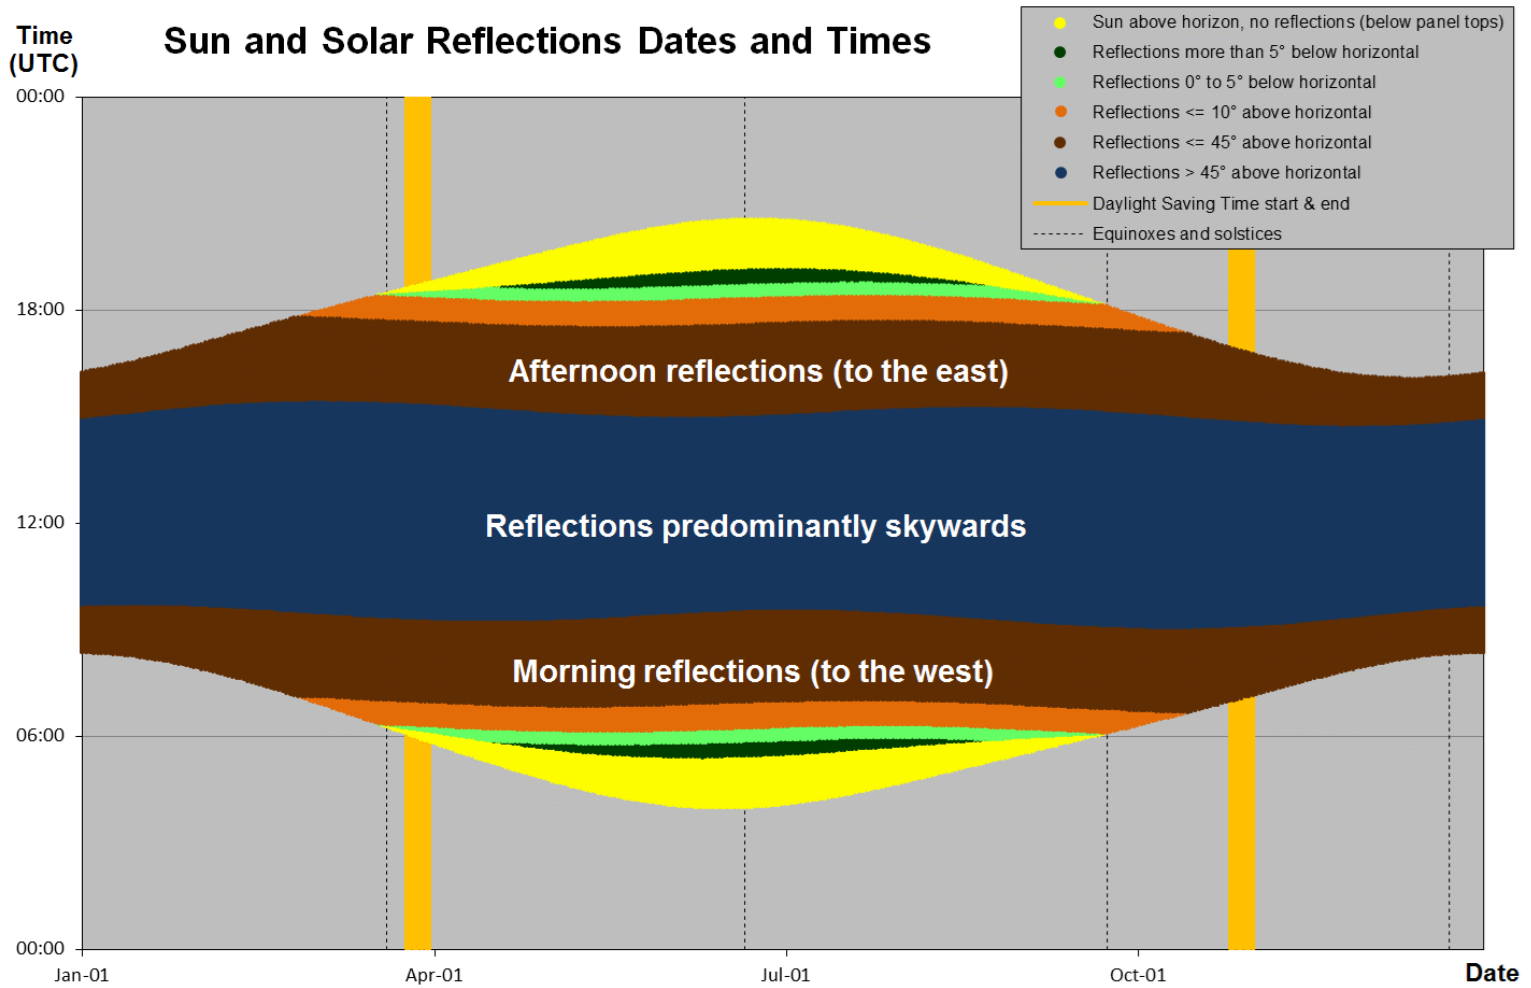 Time
(UTC)
Sun and Solar Reflections Dates and Times
Sun above horizon, no reflections (below panel tops)
Reflections more than 5° below horizontal
Reflections 0° to 5° below horizontal
Reflections <= 10° above horizontal
Reflections <= 45° above horizontal
Reflections > 45° above horizontal
Daylight Saving Time start & end
Equinoxes and solstices
00:00
18:00
Afternoon reflections (to the east)
12:00
Reflections predominantly skywards
Morning reflections (to the west)
06:00
00:00
Jan-01 Apr-01 Jul-01 Oct-01 Date